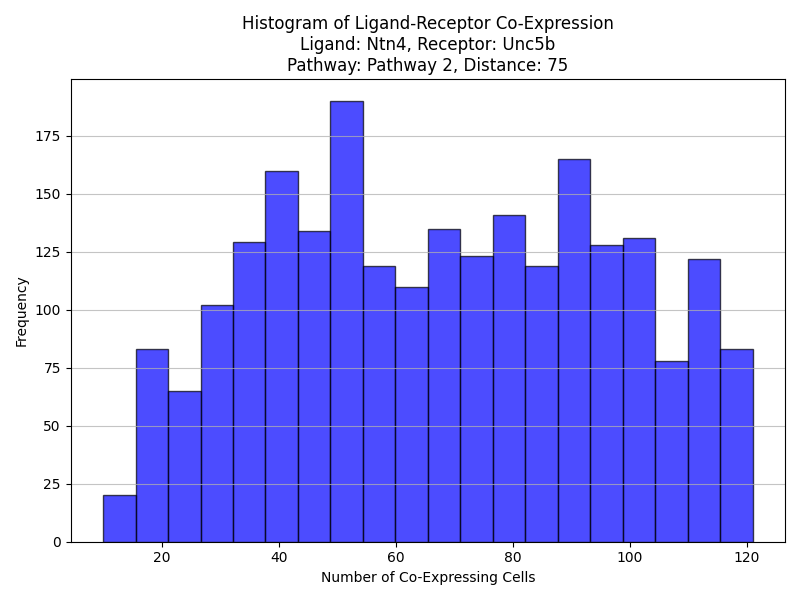 Histogram of Ligand-Receptor Co-Expression
Ligand: Ntn4, Receptor: Unc5b
Pathway: Pathway 2, Distance: 75
175
150
125
100
75
50
25
0
Frequency
20 40 60 80 100 120
Number of Co-Expressing Cells